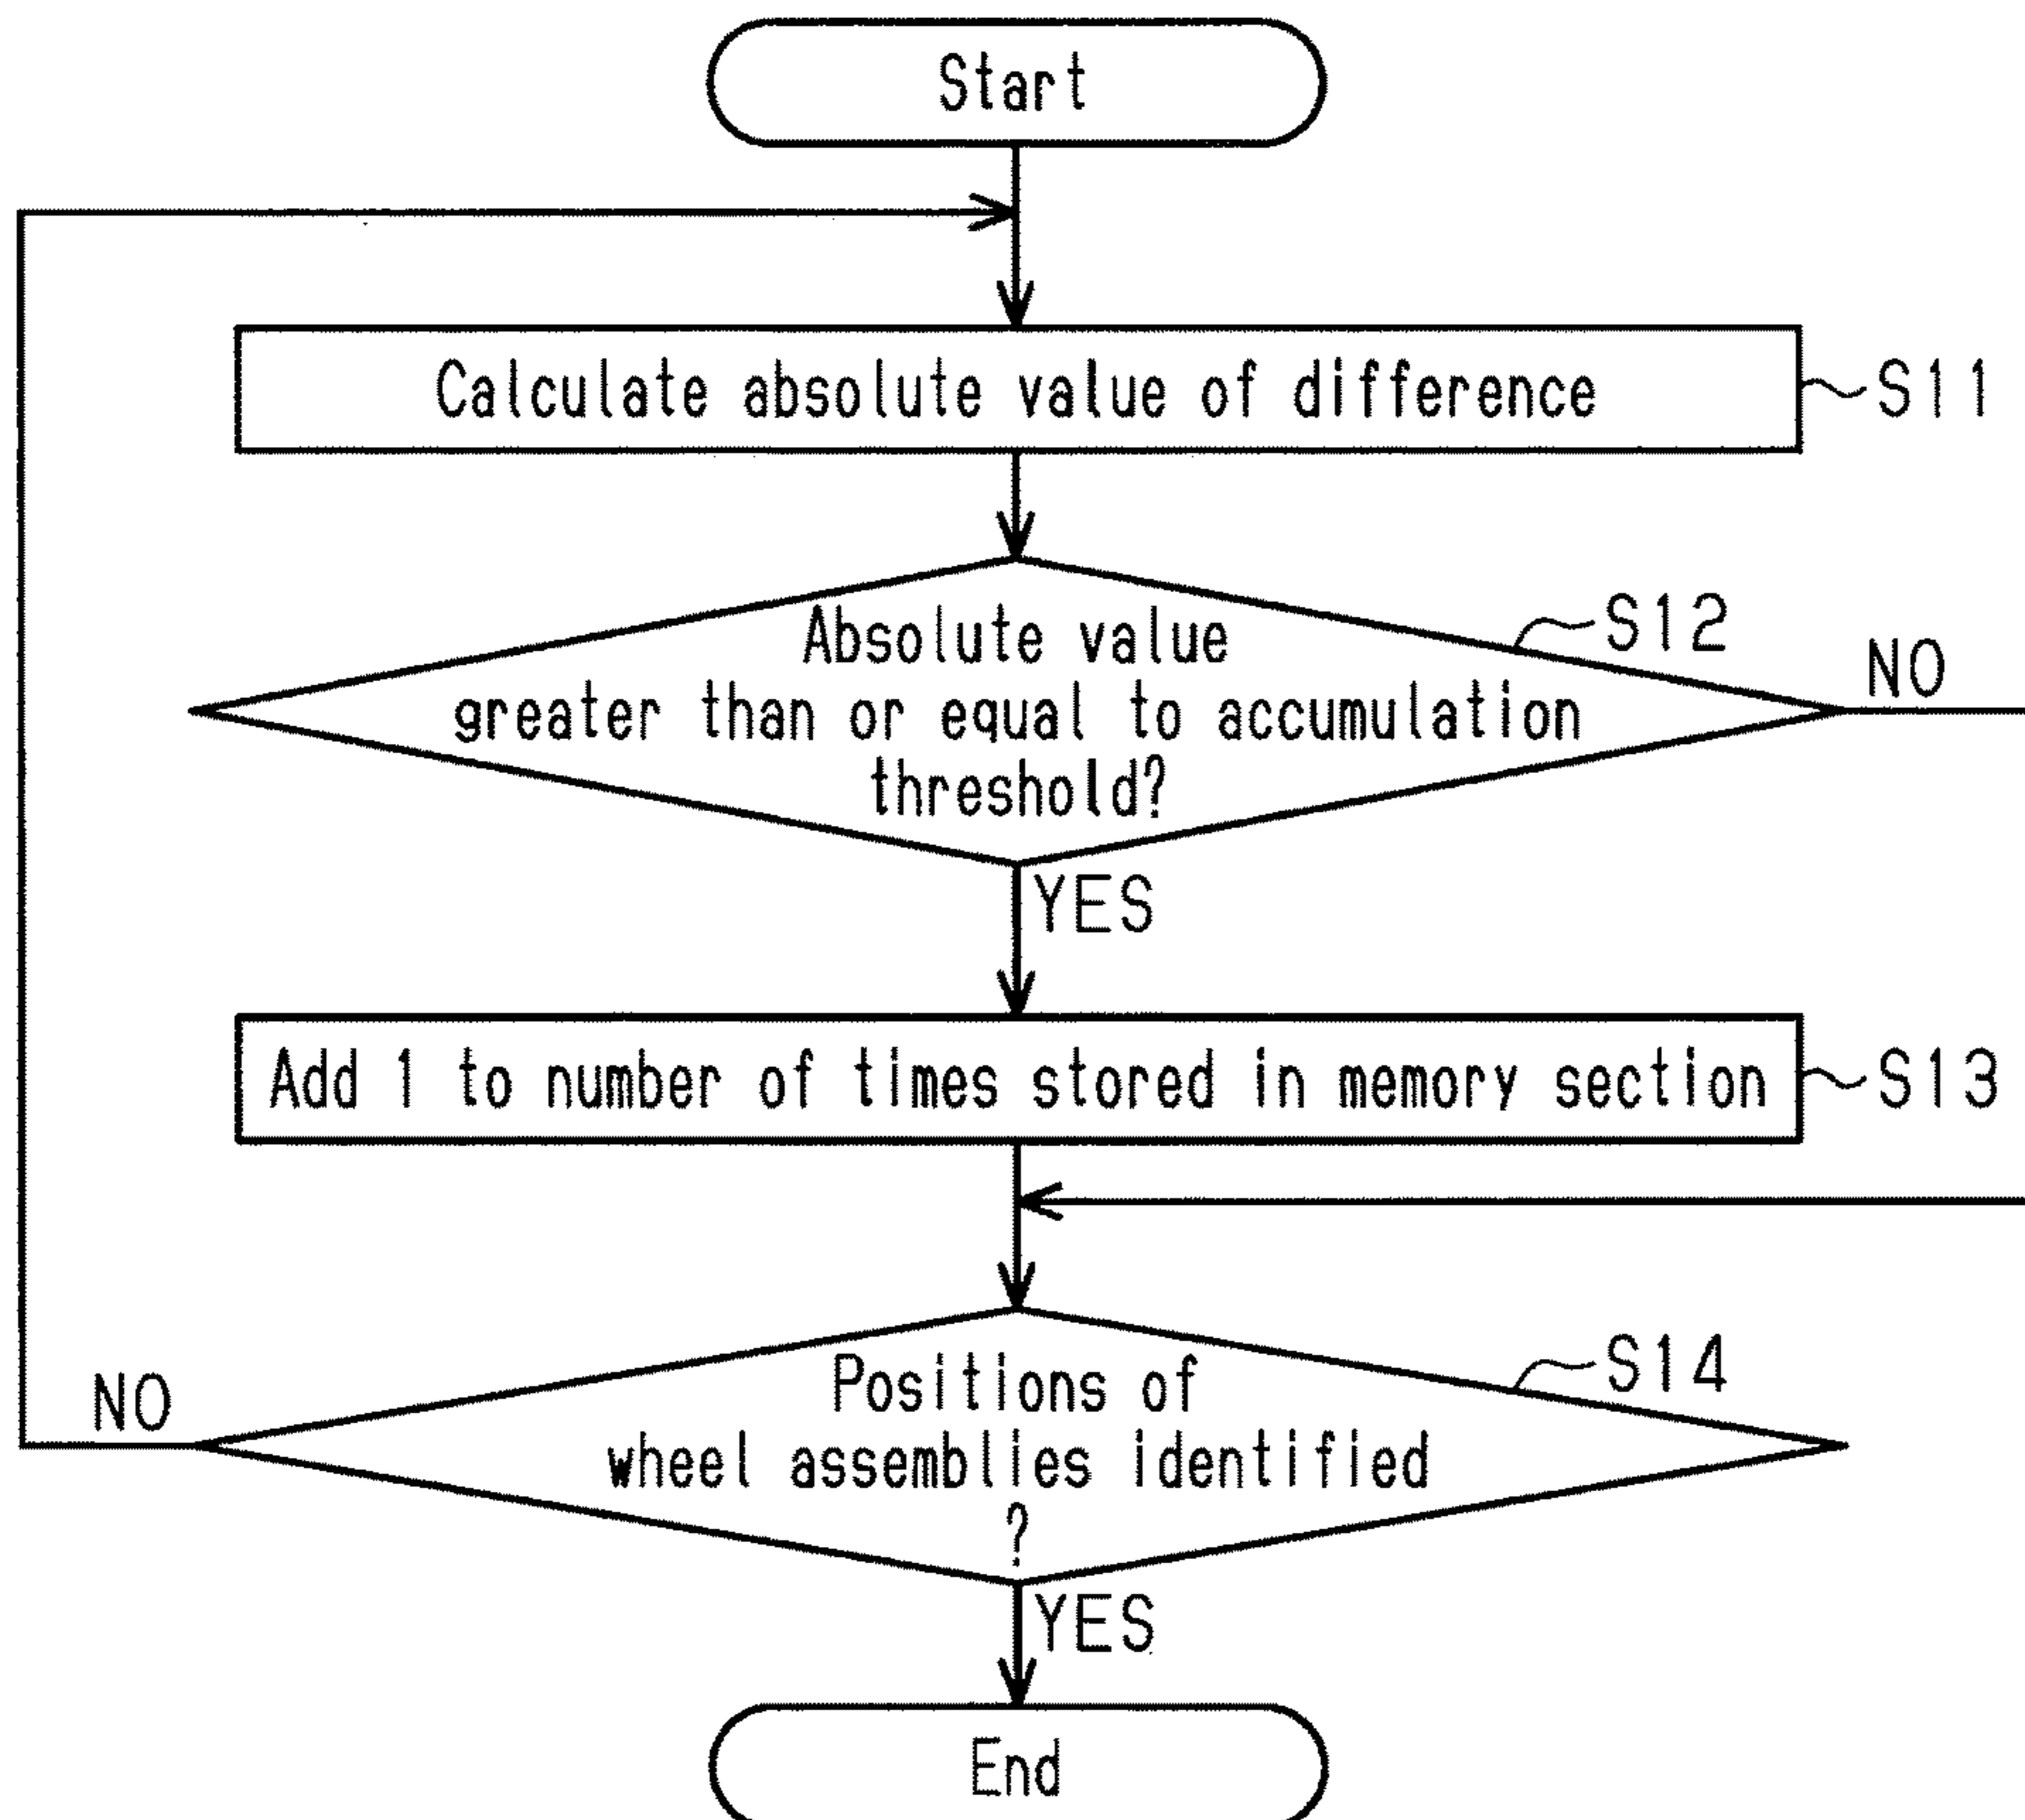 Start
Calculate absolute value of difference
S11
Absolute value
greater than or equal to accumulation
threshold?
S12
NO
YES
Add 1 to number of times stored in memory section
S13
Positions of
wheel assemblies identified
?
S14
NO
YES
End